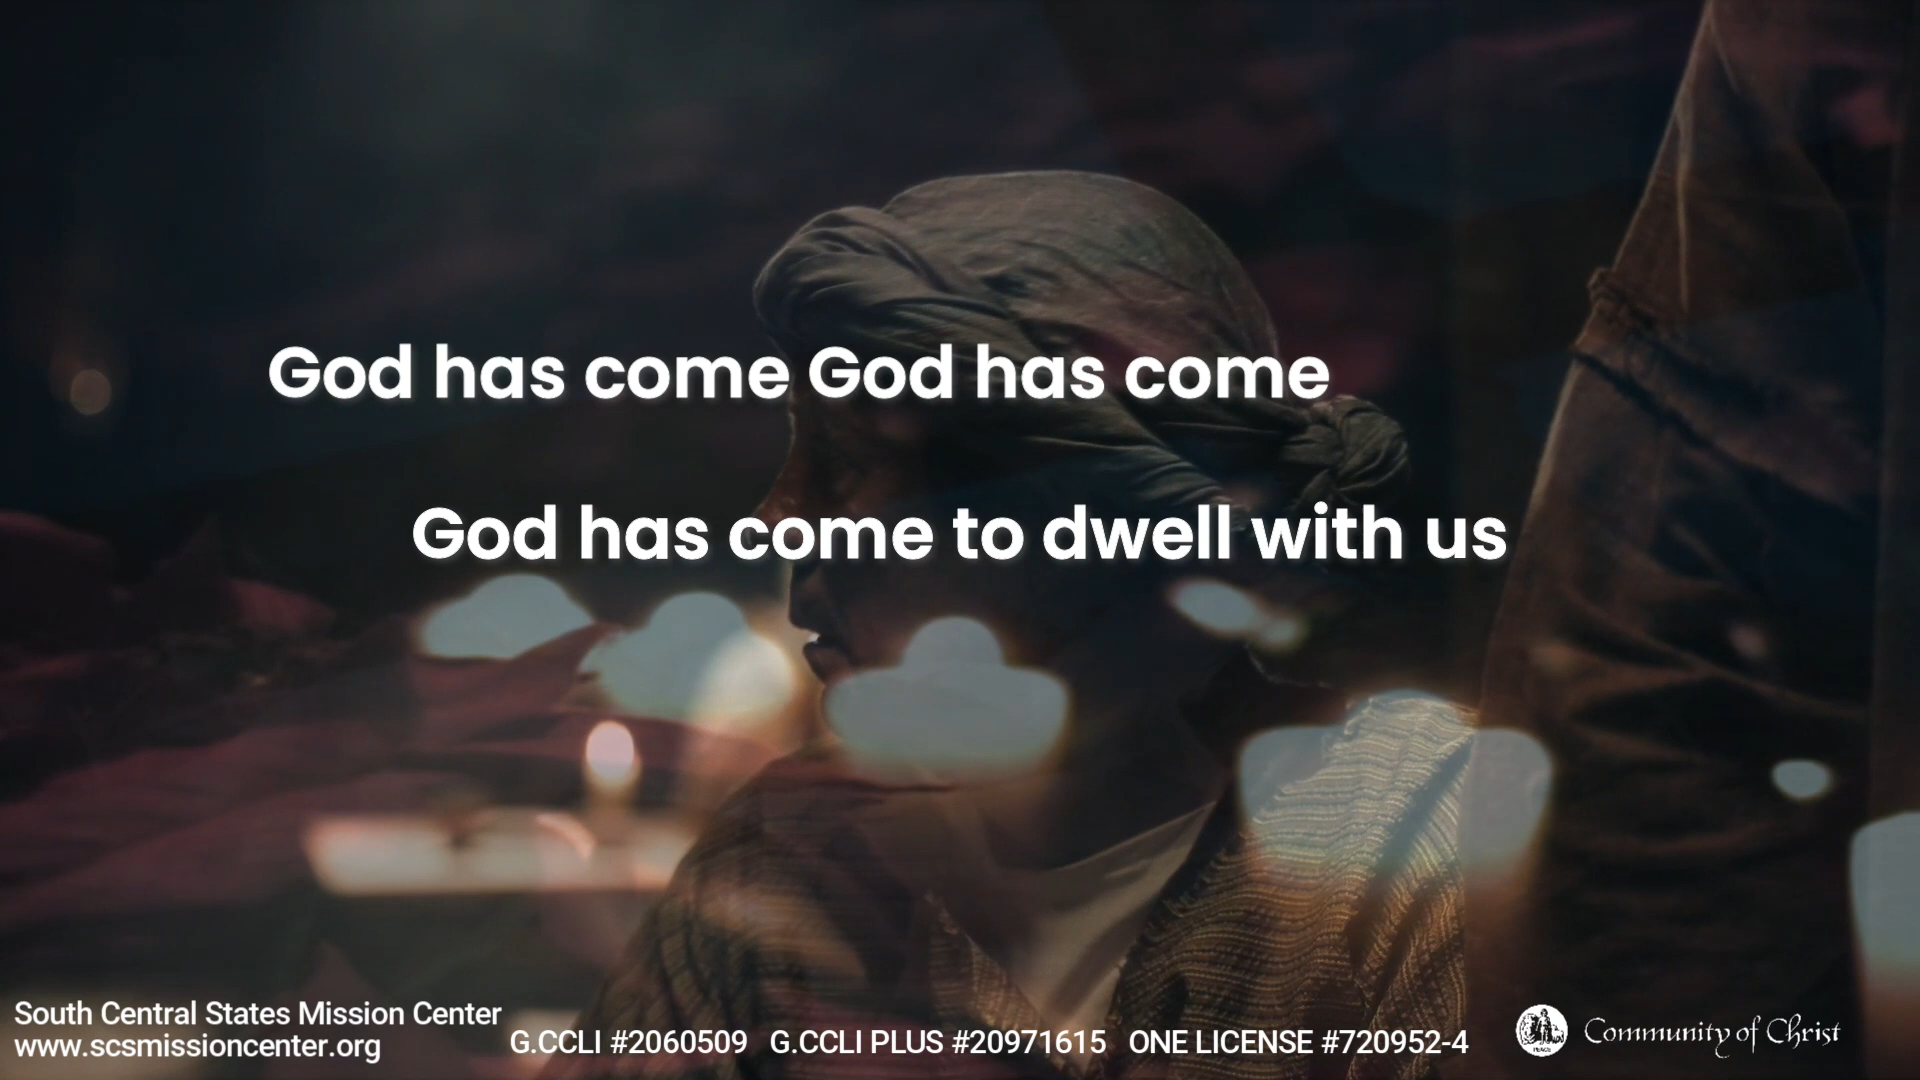 God has come God has come
God has come to dwell with us
South Central States Mission Center
www.scsmissioncenter.org
G.CCLI #2060509 G.CCLI PLUS #20971615 ONE LICENSE #720952-4
PEACE
Community of Christ